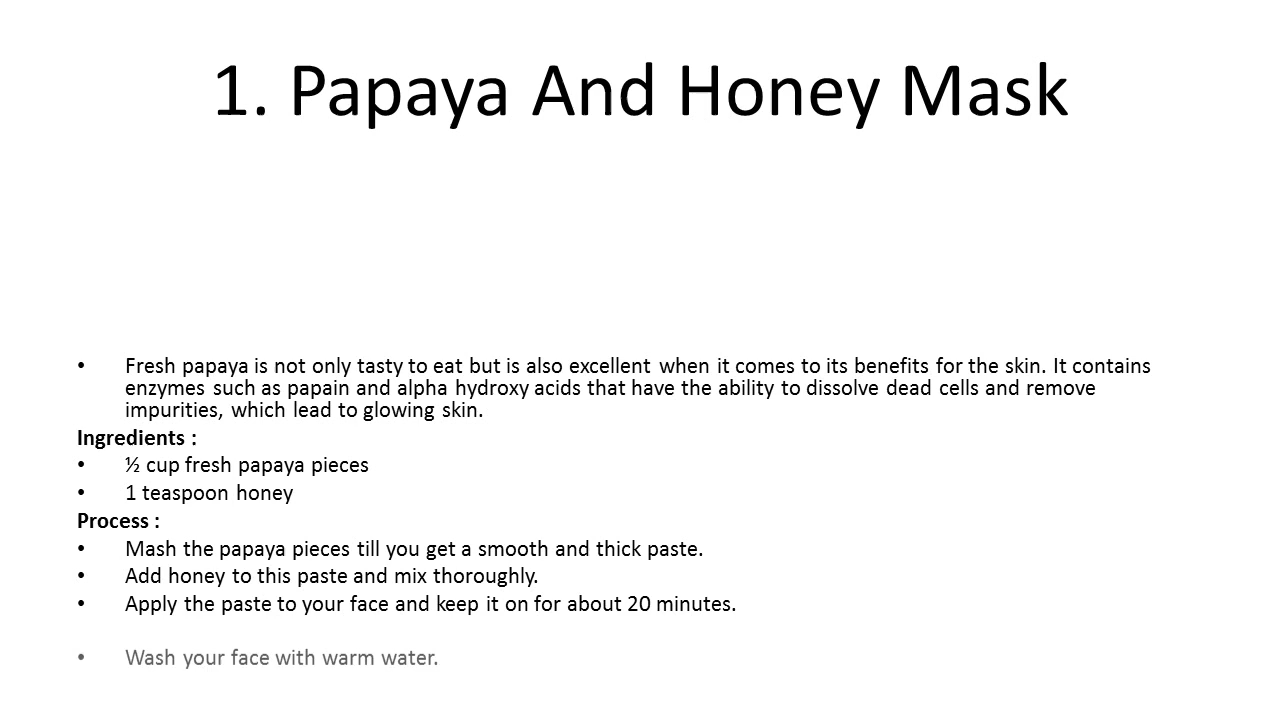 1. Papaya And Honey Mask
• Fresh papaya is not only tasty to eat but is also excellent when it comes to its benefits for the skin. It contains
enzymes such as papain and alpha hydroxy acids that have the ability to dissolve dead cells and remove
impurities, which lead to glowing skin.
Ingredients :
• ½ cup fresh papaya pieces
• 1 teaspoon honey
Process :
• Mash the papaya pieces till you get a smooth and thick paste.
• Add honey to this paste and mix thoroughly.
• Apply the paste to your face and keep it on for about 20 minutes.
• Wash your face with warm water.